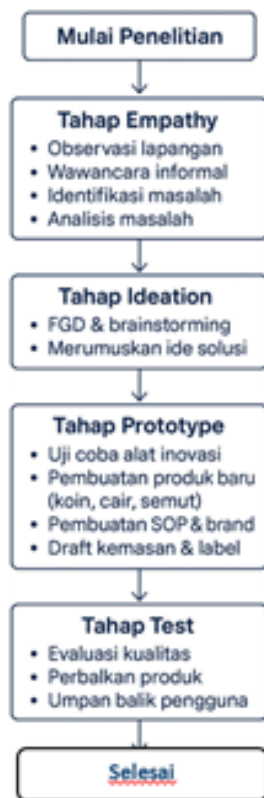 Mulai Penelitian
Tahap Empathy
• Observasi lapangan
• Wawancara informal
• Identifikasi masalah
• Analisis masalah
Tahap Ideation
• FGD & brainstorming
• Merumuskan ide solusi
Tahap Prototype
• Uji coba alat inovasi
• Pembuatan produk baru
(koin, cair, semut)
• Pembuatan SOP & brand
• Draft kemasan & label
Tahap Test
• Evaluasi kualitas
• Perbalkan produk
• Umpan balik pengguna
Selesai